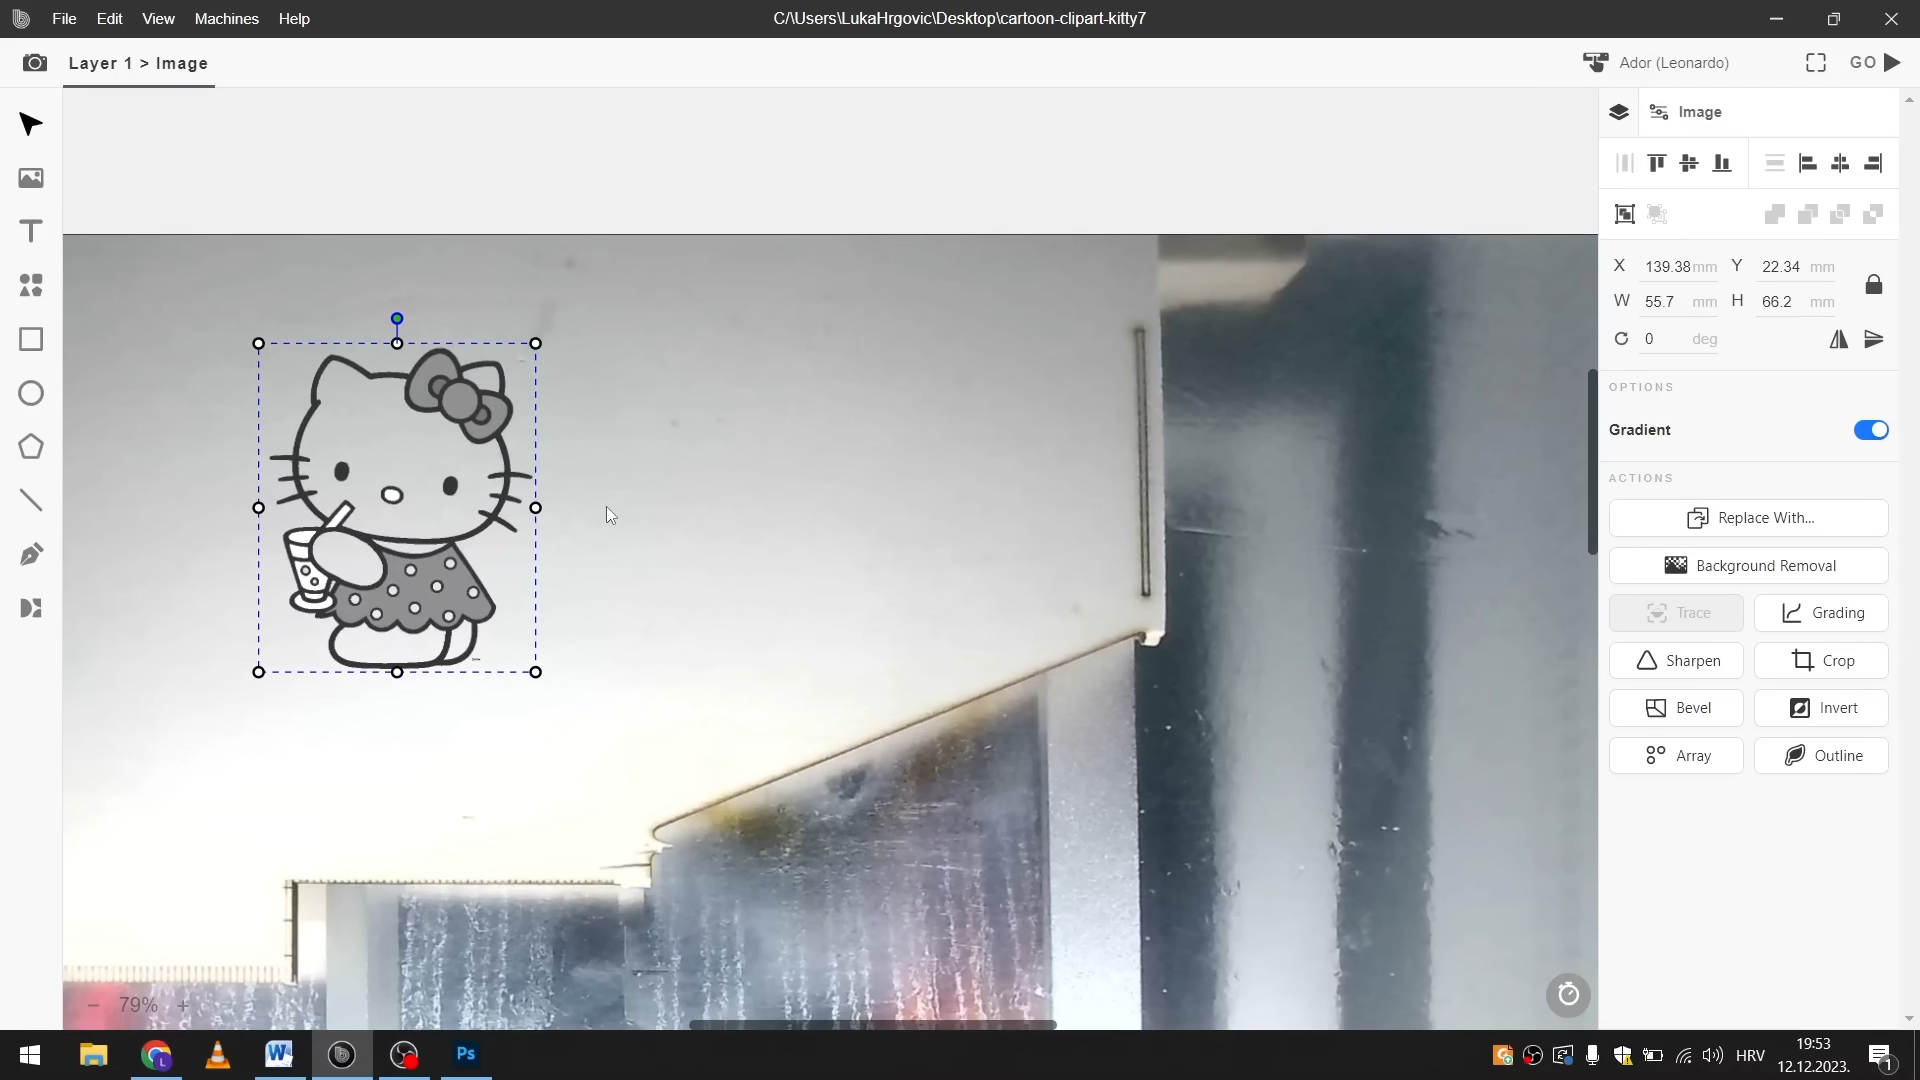 File Edit View Machines Help
C/\Users\LukaHrgovic\Desktop\cartoon-clipart-kitty7
Layer 1 > Image
Ador (Leonardo)
GO
Image
X 139.38 mm Y 22.34 mm
W 55.7 mm H 66.2 mm
0 deg
OPTIONS
Gradient
ACTIONS
Replace With...
Background Removal
Trace Grading
Sharpen Crop
Bevel Invert
Array Outline
− 79% +
W
Ps
HRV
19:53
12.12.2023.
1